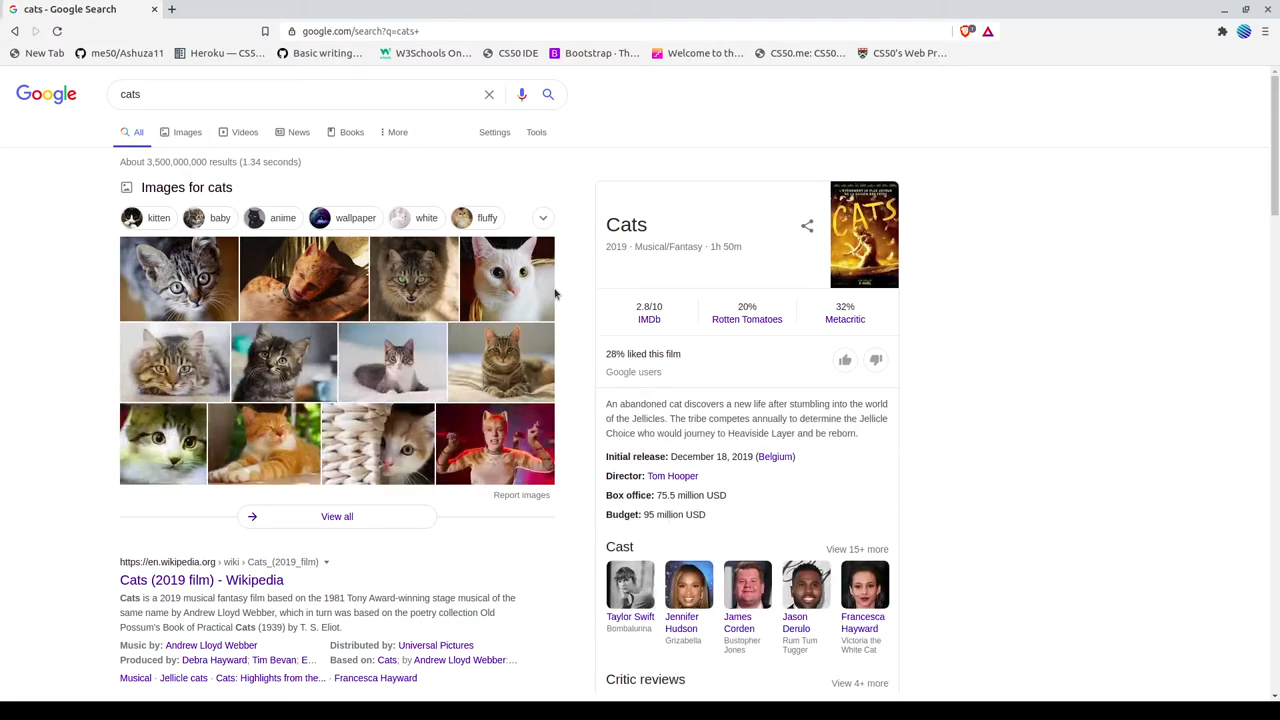 cats - Google Search
google.com/search?q=cats+
New Tab
me50/Ashuza11
Heroku — CS5...
Basic writing...
W3Schools On...
CS50 IDE
Bootstrap · Th...
Welcome to th...
CS50.me: CS50...
CS50's Web Pr...
Google
cats
All
Images
Videos
News
Books
More
Settings
Tools
About 3,500,000,000 results (1.34 seconds)
Images for cats
kitten
baby
anime
wallpaper
white
fluffy
Report images
View all
https://en.wikipedia.org › wiki › Cats_(2019_film)
Cats (2019 film) - Wikipedia
Cats is a 2019 musical fantasy film based on the 1981 Tony Award-winning stage musical of the
same name by Andrew Lloyd Webber, which in turn was based on the poetry collection Old
Possum's Book of Practical Cats (1939) by T. S. Eliot.
Music by: Andrew Lloyd Webber
Distributed by: Universal Pictures
Produced by: Debra Hayward; Tim Bevan; E...
Based on: Cats; by Andrew Lloyd Webber;...
Musical · Jellicle cats · Cats: Highlights from the... · Francesca Hayward
Cats
2019 · Musical/Fantasy · 1h 50m
CATS
2.8/10
IMDb
20%
Rotten Tomatoes
32%
Metacritic
28% liked this film
Google users
An abandoned cat discovers a new life after stumbling into the world
of the Jellicles. The tribe competes annually to determine the Jellicle
Choice who would journey to Heaviside Layer and be reborn.
Initial release: December 18, 2019 (Belgium)
Director: Tom Hooper
Box office: 75.5 million USD
Budget: 95 million USD
Cast
View 15+ more
Taylor Swift
Bombalurina
Jennifer
Hudson
Grizabella
James
Corden
Bustopher
Jones
Jason
Derulo
Rum Tum
Tugger
Francesca
Hayward
Victoria the
White Cat
Critic reviews
View 4+ more